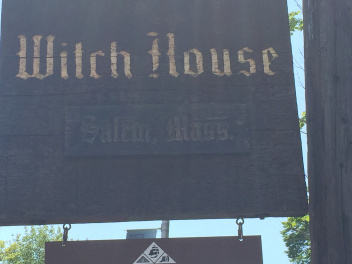 Witch House
Salem, Mass.